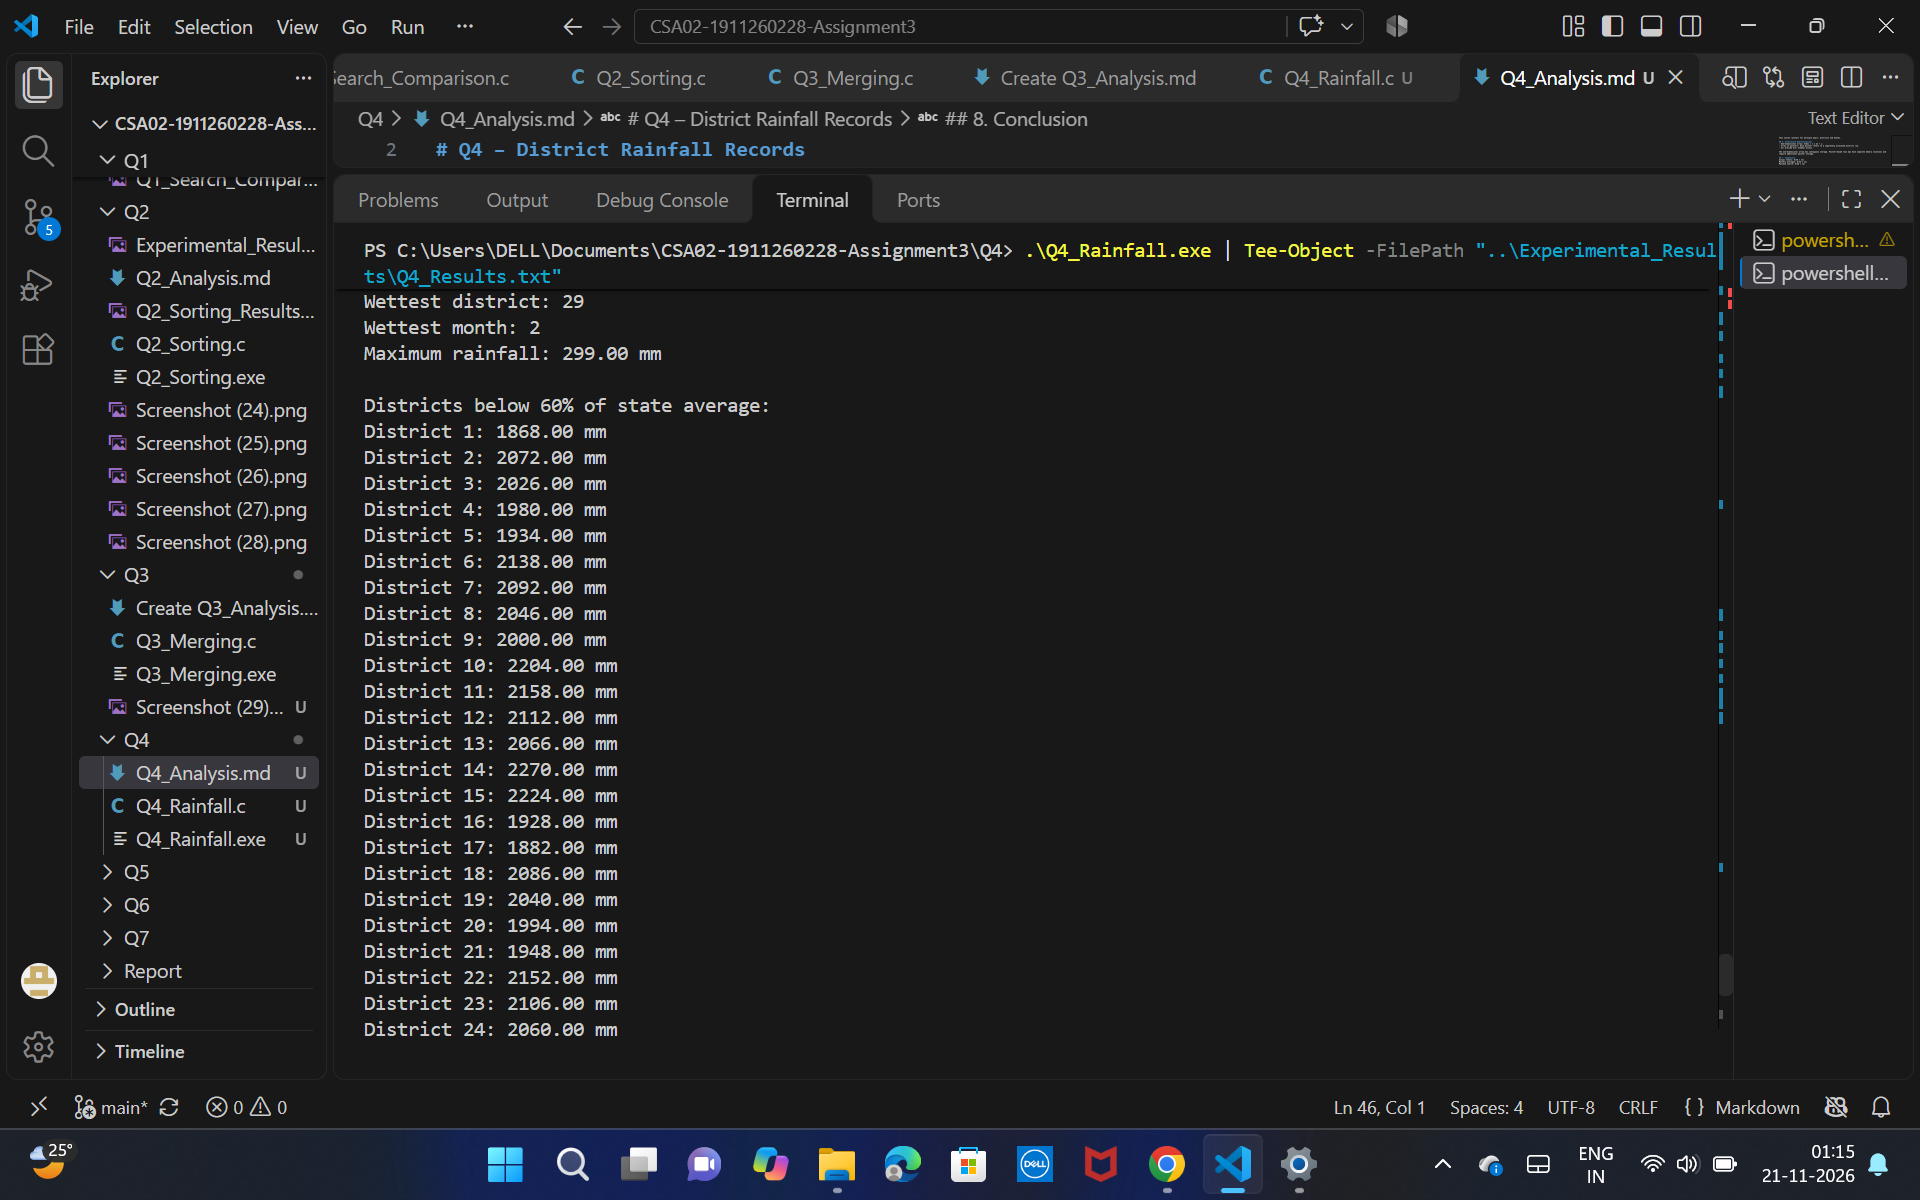 File Edit Selection View Go Run ···
CSA02-1911260228-Assignment3
Explorer
CSA02-1911260228-Ass...
Q1
Q1_Search_Compar...
Q2
Experimental_Resul...
Q2_Analysis.md
Q2_Sorting_Results...
Q2_Sorting.c
Q2_Sorting.exe
Screenshot (24).png
Screenshot (25).png
Screenshot (26).png
Screenshot (27).png
Screenshot (28).png
Q3
Create Q3_Analysis....
Q3_Merging.c
Q3_Merging.exe
Screenshot (29)... U
Q4
Q4_Analysis.md U
Q4_Rainfall.c U
Q4_Rainfall.exe U
Q5
Q6
Q7
Report
Outline
Timeline
Search_Comparison.c Q2_Sorting.c Q3_Merging.c Create Q3_Analysis.md Q4_Rainfall.c U Q4_Analysis.md U
Q4 > Q4_Analysis.md > # Q4 – District Rainfall Records > ## 8. Conclusion
Text Editor
2 # Q4 – District Rainfall Records
Problems Output Debug Console Terminal Ports
powersh...
powershell...
PS C:\Users\DELL\Documents\CSA02-1911260228-Assignment3\Q4> .\Q4_Rainfall.exe | Tee-Object -FilePath "..\Experimental_Resul
ts\Q4_Results.txt"
Wettest district: 29
Wettest month: 2
Maximum rainfall: 299.00 mm
Districts below 60% of state average:
District 1: 1868.00 mm
District 2: 2072.00 mm
District 3: 2026.00 mm
District 4: 1980.00 mm
District 5: 1934.00 mm
District 6: 2138.00 mm
District 7: 2092.00 mm
District 8: 2046.00 mm
District 9: 2000.00 mm
District 10: 2204.00 mm
District 11: 2158.00 mm
District 12: 2112.00 mm
District 13: 2066.00 mm
District 14: 2270.00 mm
District 15: 2224.00 mm
District 16: 1928.00 mm
District 17: 1882.00 mm
District 18: 2086.00 mm
District 19: 2040.00 mm
District 20: 1994.00 mm
District 21: 1948.00 mm
District 22: 2152.00 mm
District 23: 2106.00 mm
District 24: 2060.00 mm
5
main* 0 0
Ln 46, Col 1 Spaces: 4 UTF-8 CRLF { } Markdown
25°
DELL
ENG
IN
01:15
21-11-2026